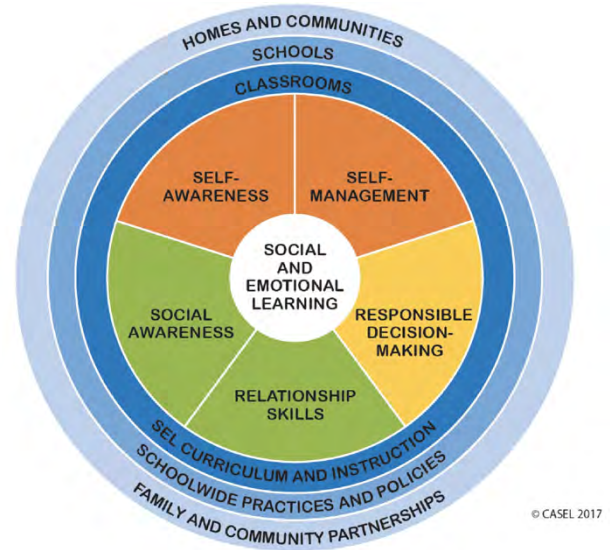 HOMES AND COMMUNITIES
SCHOOLS
CLASSROOMS
SELF-
AWARENESS
SELF-
MANAGEMENT
SOCIAL
AND
EMOTIONAL
LEARNING
SOCIAL
AWARENESS
RESPONSIBLE
DECISION-
MAKING
RELATIONSHIP
SKILLS
SEL CURRICULUM AND INSTRUCTION
SCHOOLWIDE PRACTICES AND POLICIES
FAMILY AND COMMUNITY PARTNERSHIPS
© CASEL 2017